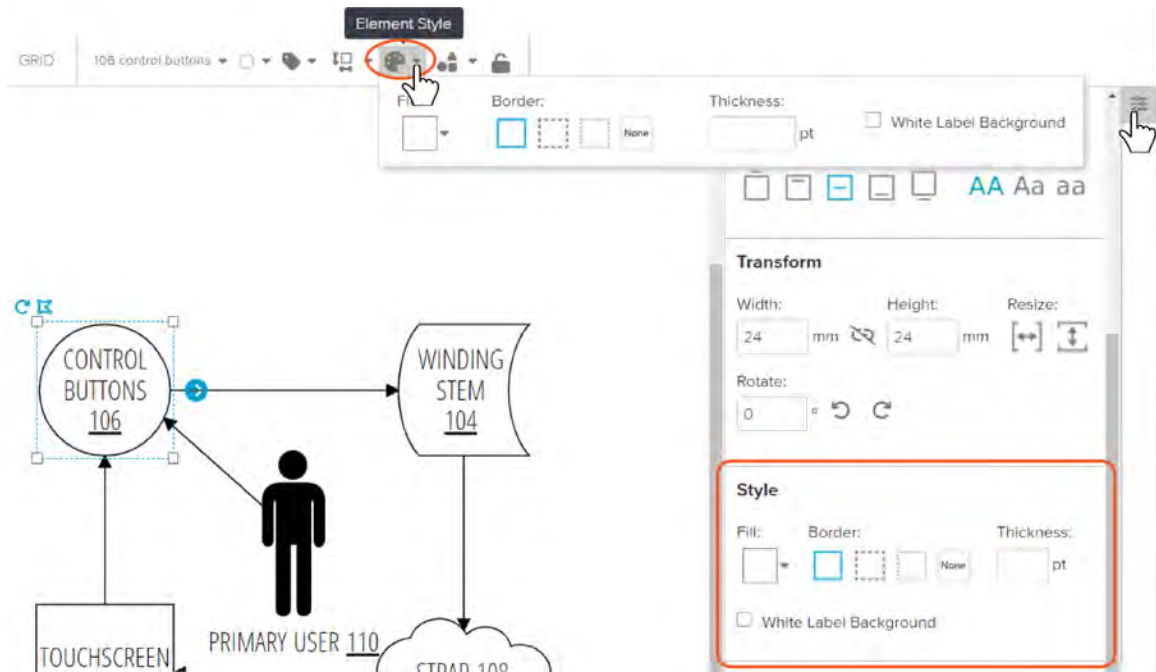 Element Style
GRID
106 control buttons
Border:
Thickness:
None
pt
White Label Background
AA Aa aa
Transform
Width:
Height:
Resize:
24
mm
24
mm
Rotate:
0
°
CONTROL
BUTTONS
106
WINDING
STEM
104
Style
Fill:
Border:
Thickness:
None
pt
White Label Background
PRIMARY USER 110
TOUCHSCREEN
STRAP 108